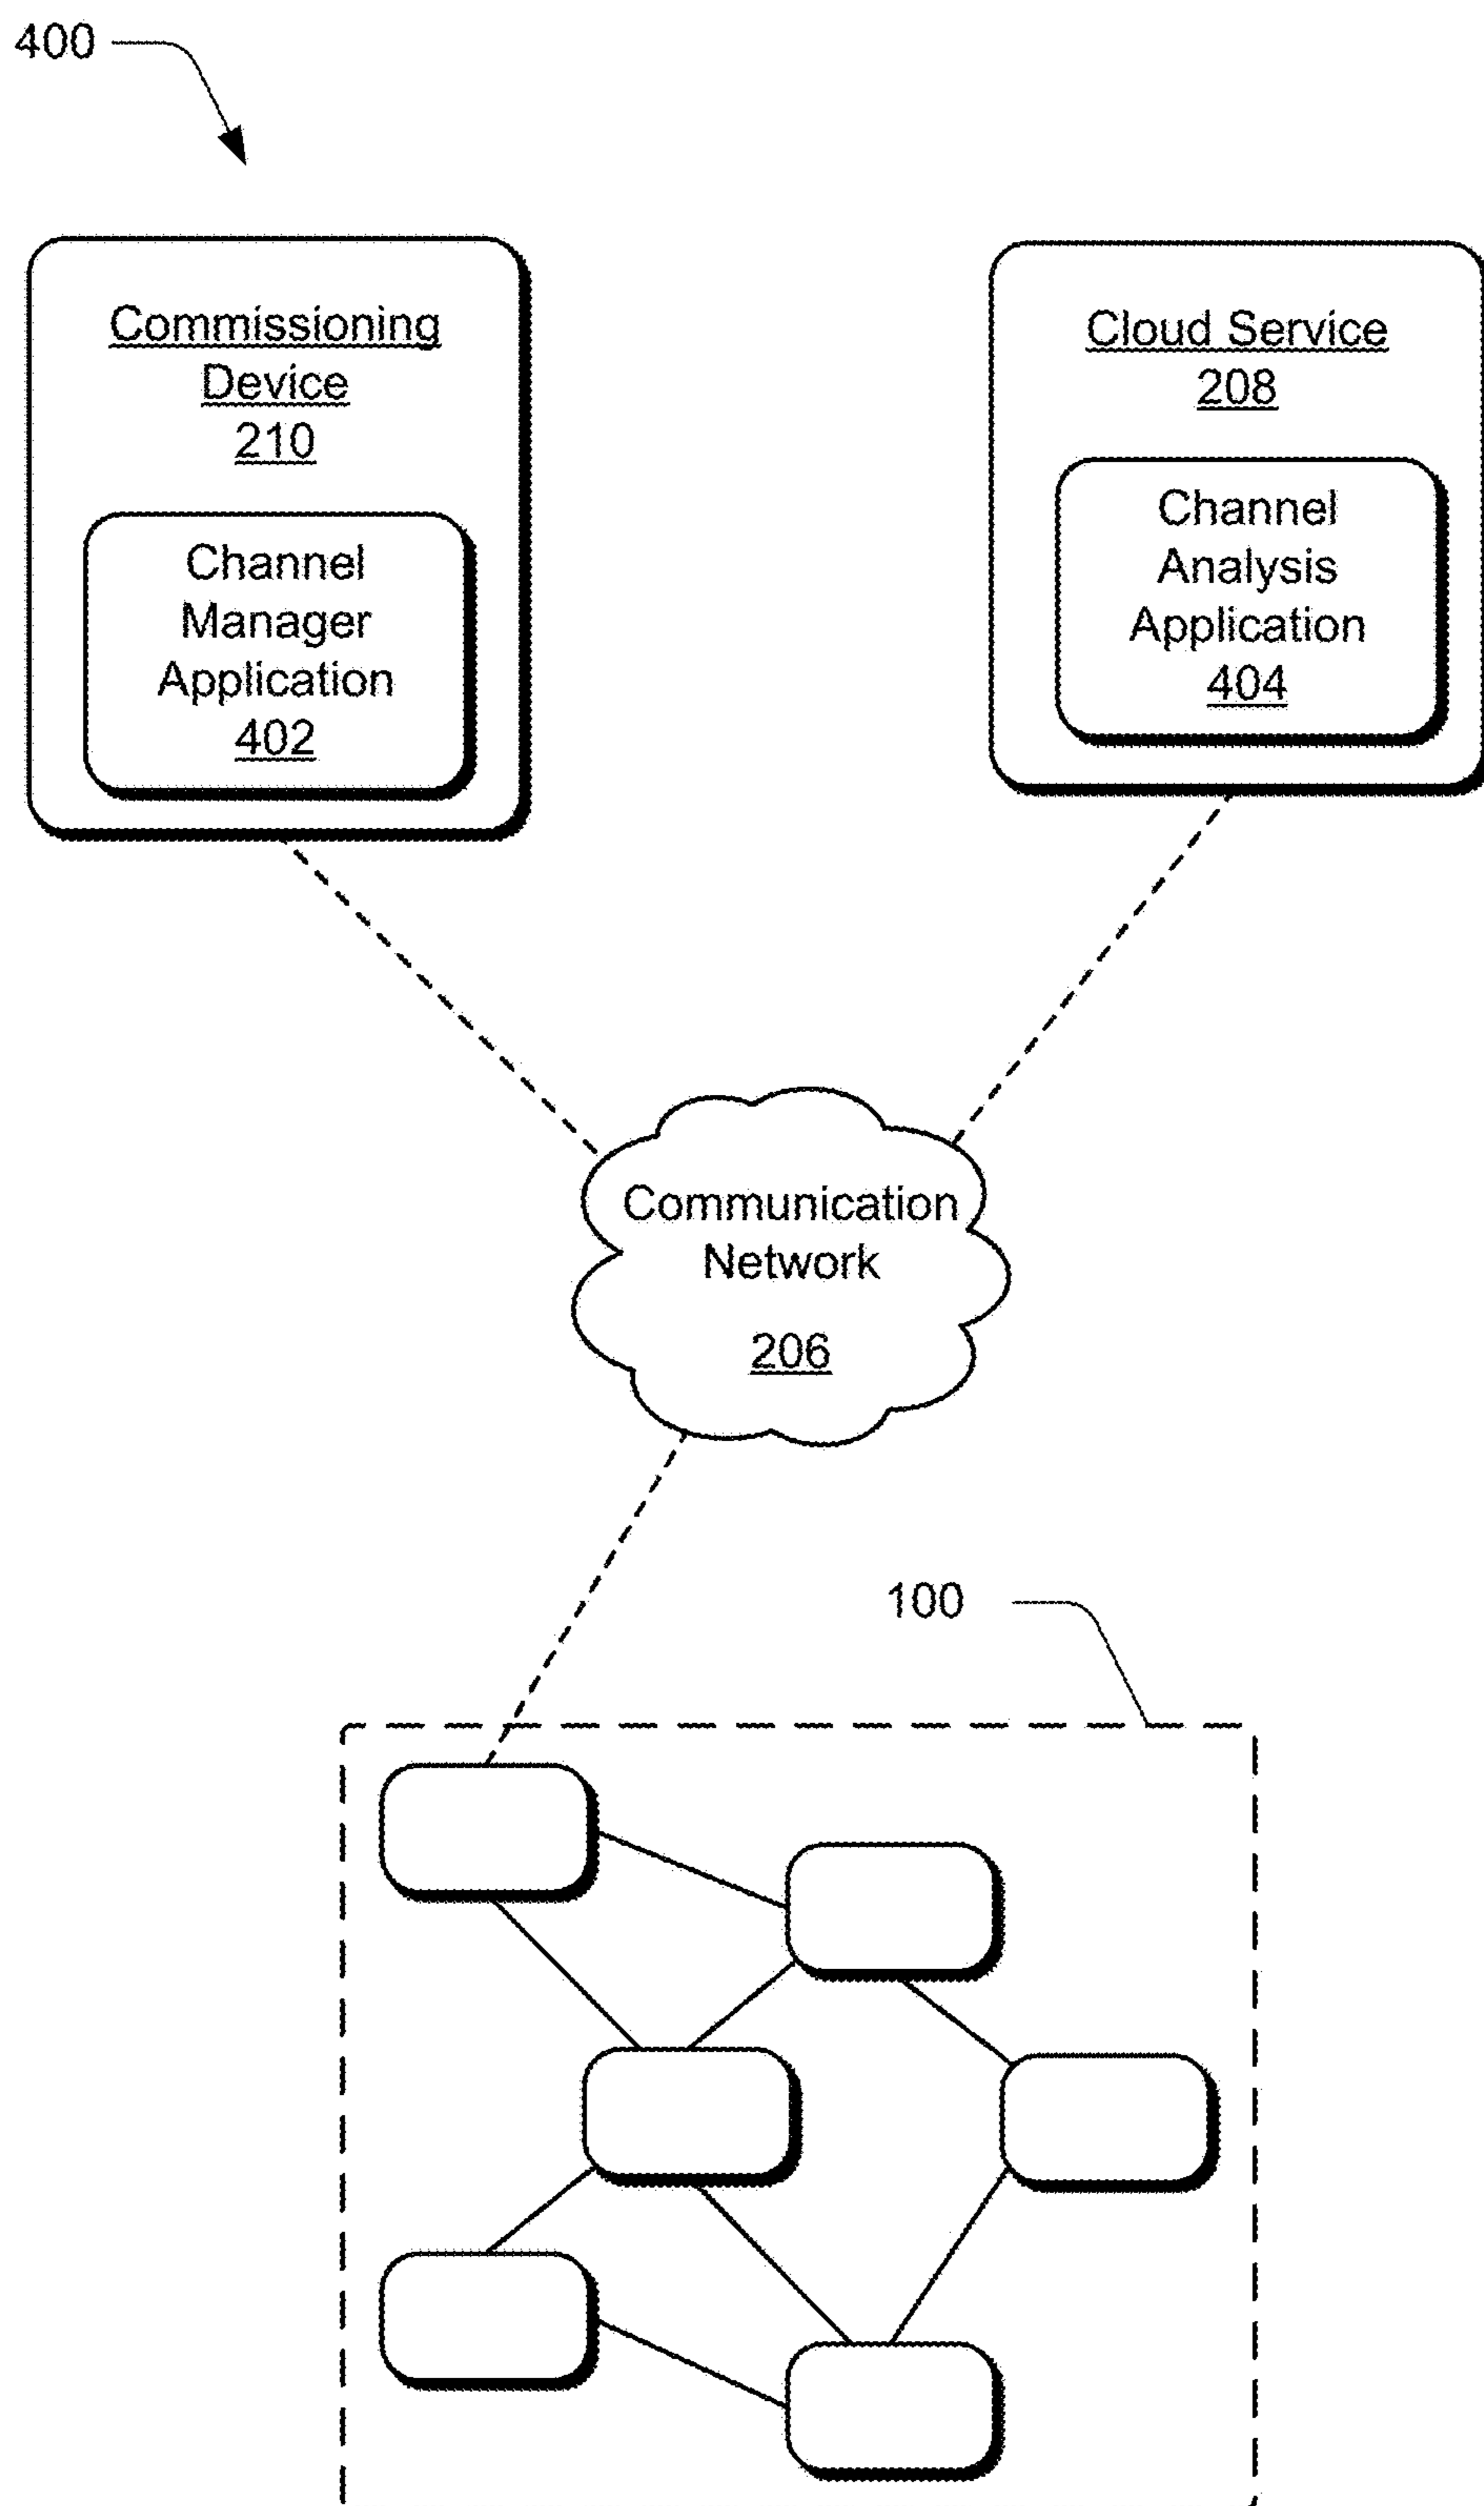 400
Commissioning
Device
210
Channel
Manager
Application
402
Cloud Service
208
Channel
Analysis
Application
404
Communication
Network
206
100